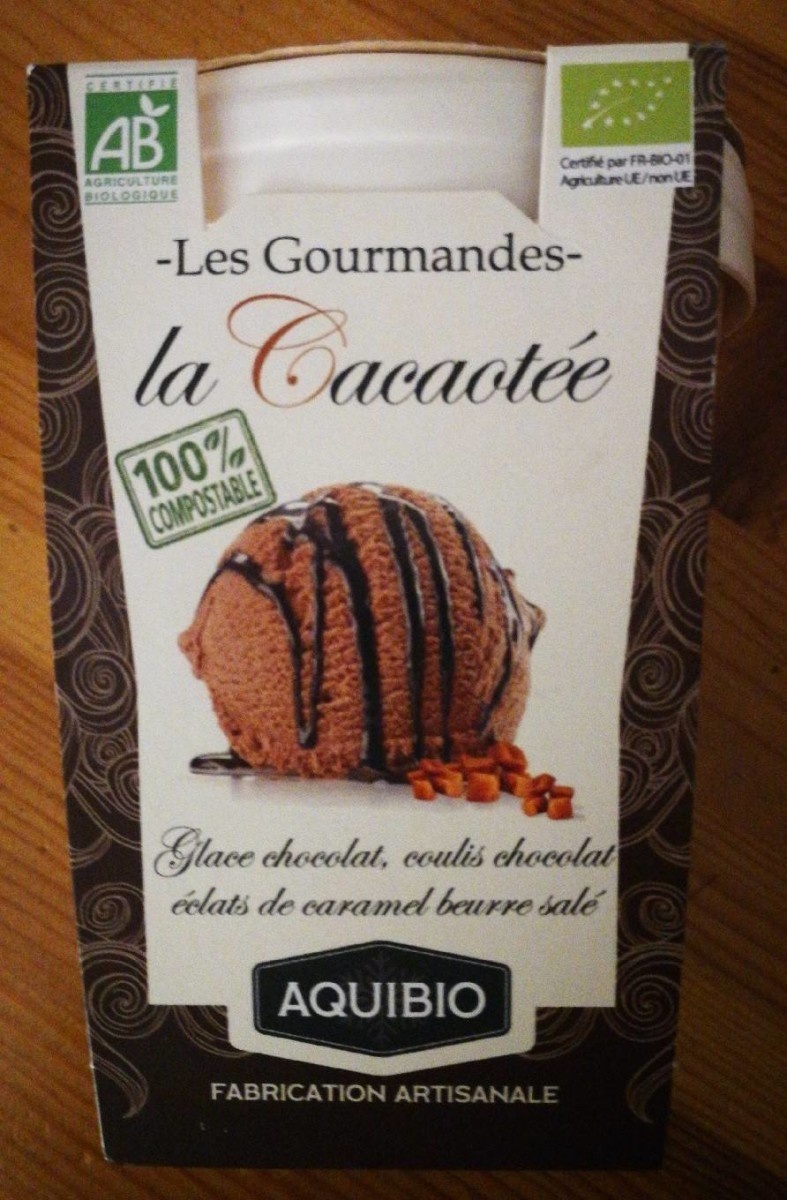 CERTIFIÉ
AB
AGRICULTURE
BIOLOGIQUE
Certifié par FR-BIO-01
Agriculture UE/non UE
-Les Gourmandes-
la Cacaotée
100%
COMPOSTABLE
Glace chocolat, coulis chocolat
éclats de caramel beurre salé
AQUIBIO
FABRICATION ARTISANALE